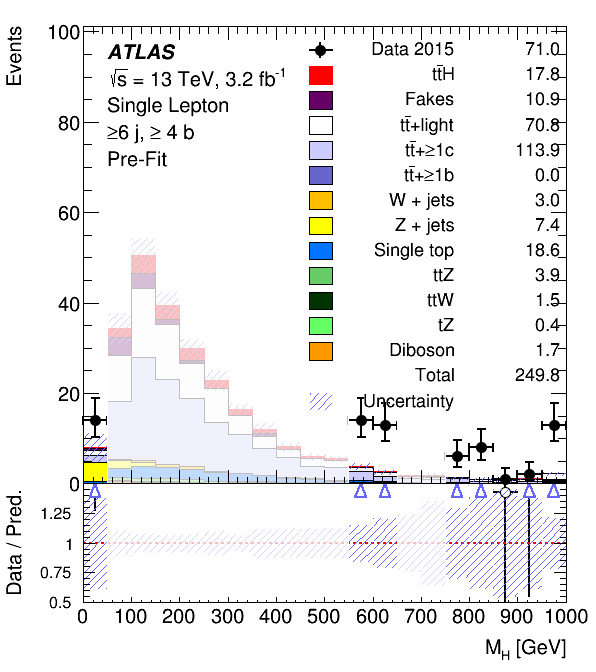 Events
100
80
60
40
20
0
ATLAS
√s = 13 TeV, 3.2 fb-1
Single Lepton
≥6 j, ≥ 4 b
Pre-Fit
Data 2015 71.0
tt̄H 17.8
Fakes 10.9
tt̄+light 70.8
tt̄+≥1c 113.9
tt̄+≥1b 0.0
W + jets 3.0
Z + jets 7.4
Single top 18.6
ttZ 3.9
ttW 1.5
tZ 0.4
Diboson 1.7
Total 249.8
Uncertainty
Data / Pred.
1.25
1
0.75
0.5
0 100 200 300 400 500 600 700 800 900 1000
MH [GeV]